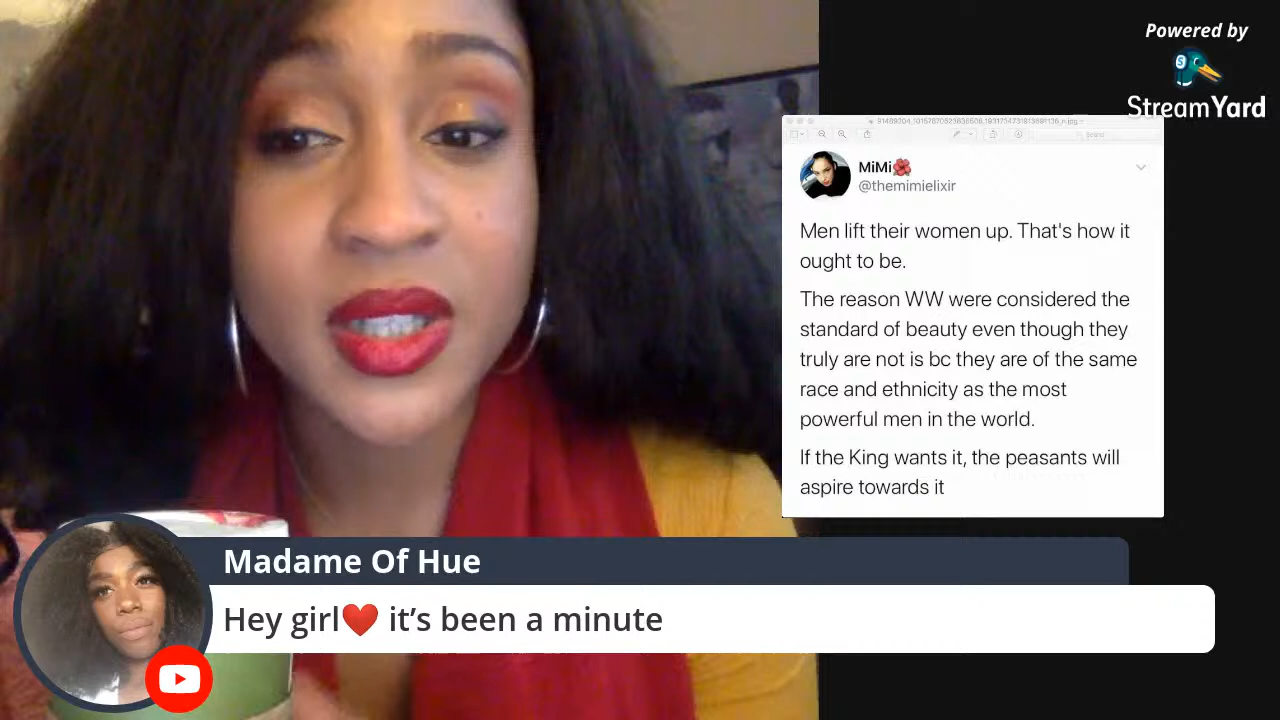 Powered by
StreamYard
MiMi🌺
@themimielixir
Men lift their women up. That's how it
ought to be.
The reason WW were considered the
standard of beauty even though they
truly are not is bc they are of the same
race and ethnicity as the most
powerful men in the world.
If the King wants it, the peasants will
aspire towards it
Madame Of Hue
Hey girl❤️ it’s been a minute